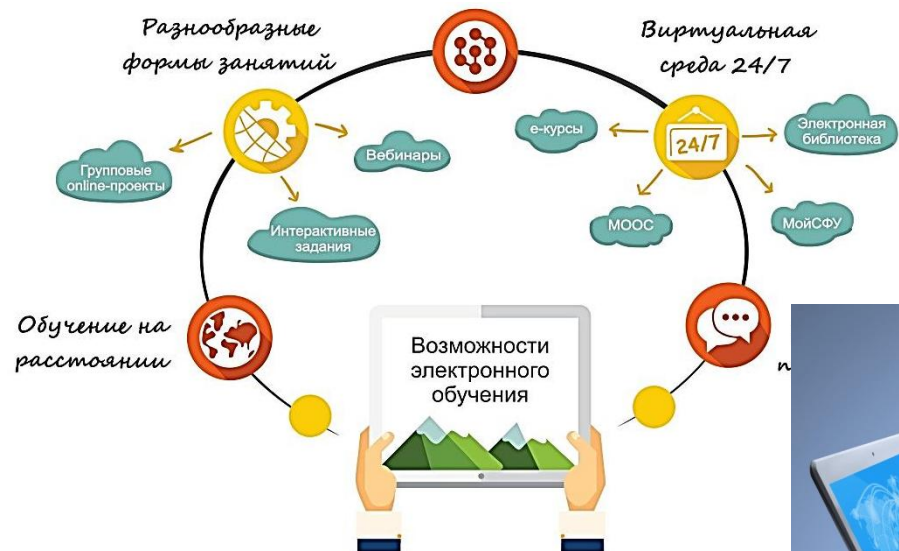 Разнообразные
формы занятий
Виртуальная
среда 24/7
24/7
е-курсы
Электронная
библиотека
Групповые
online-проекты
Вебинары
Интерактивные
задания
МООС
МойСФУ
Обучение на
расстоянии
Возможности
электронного
обучения